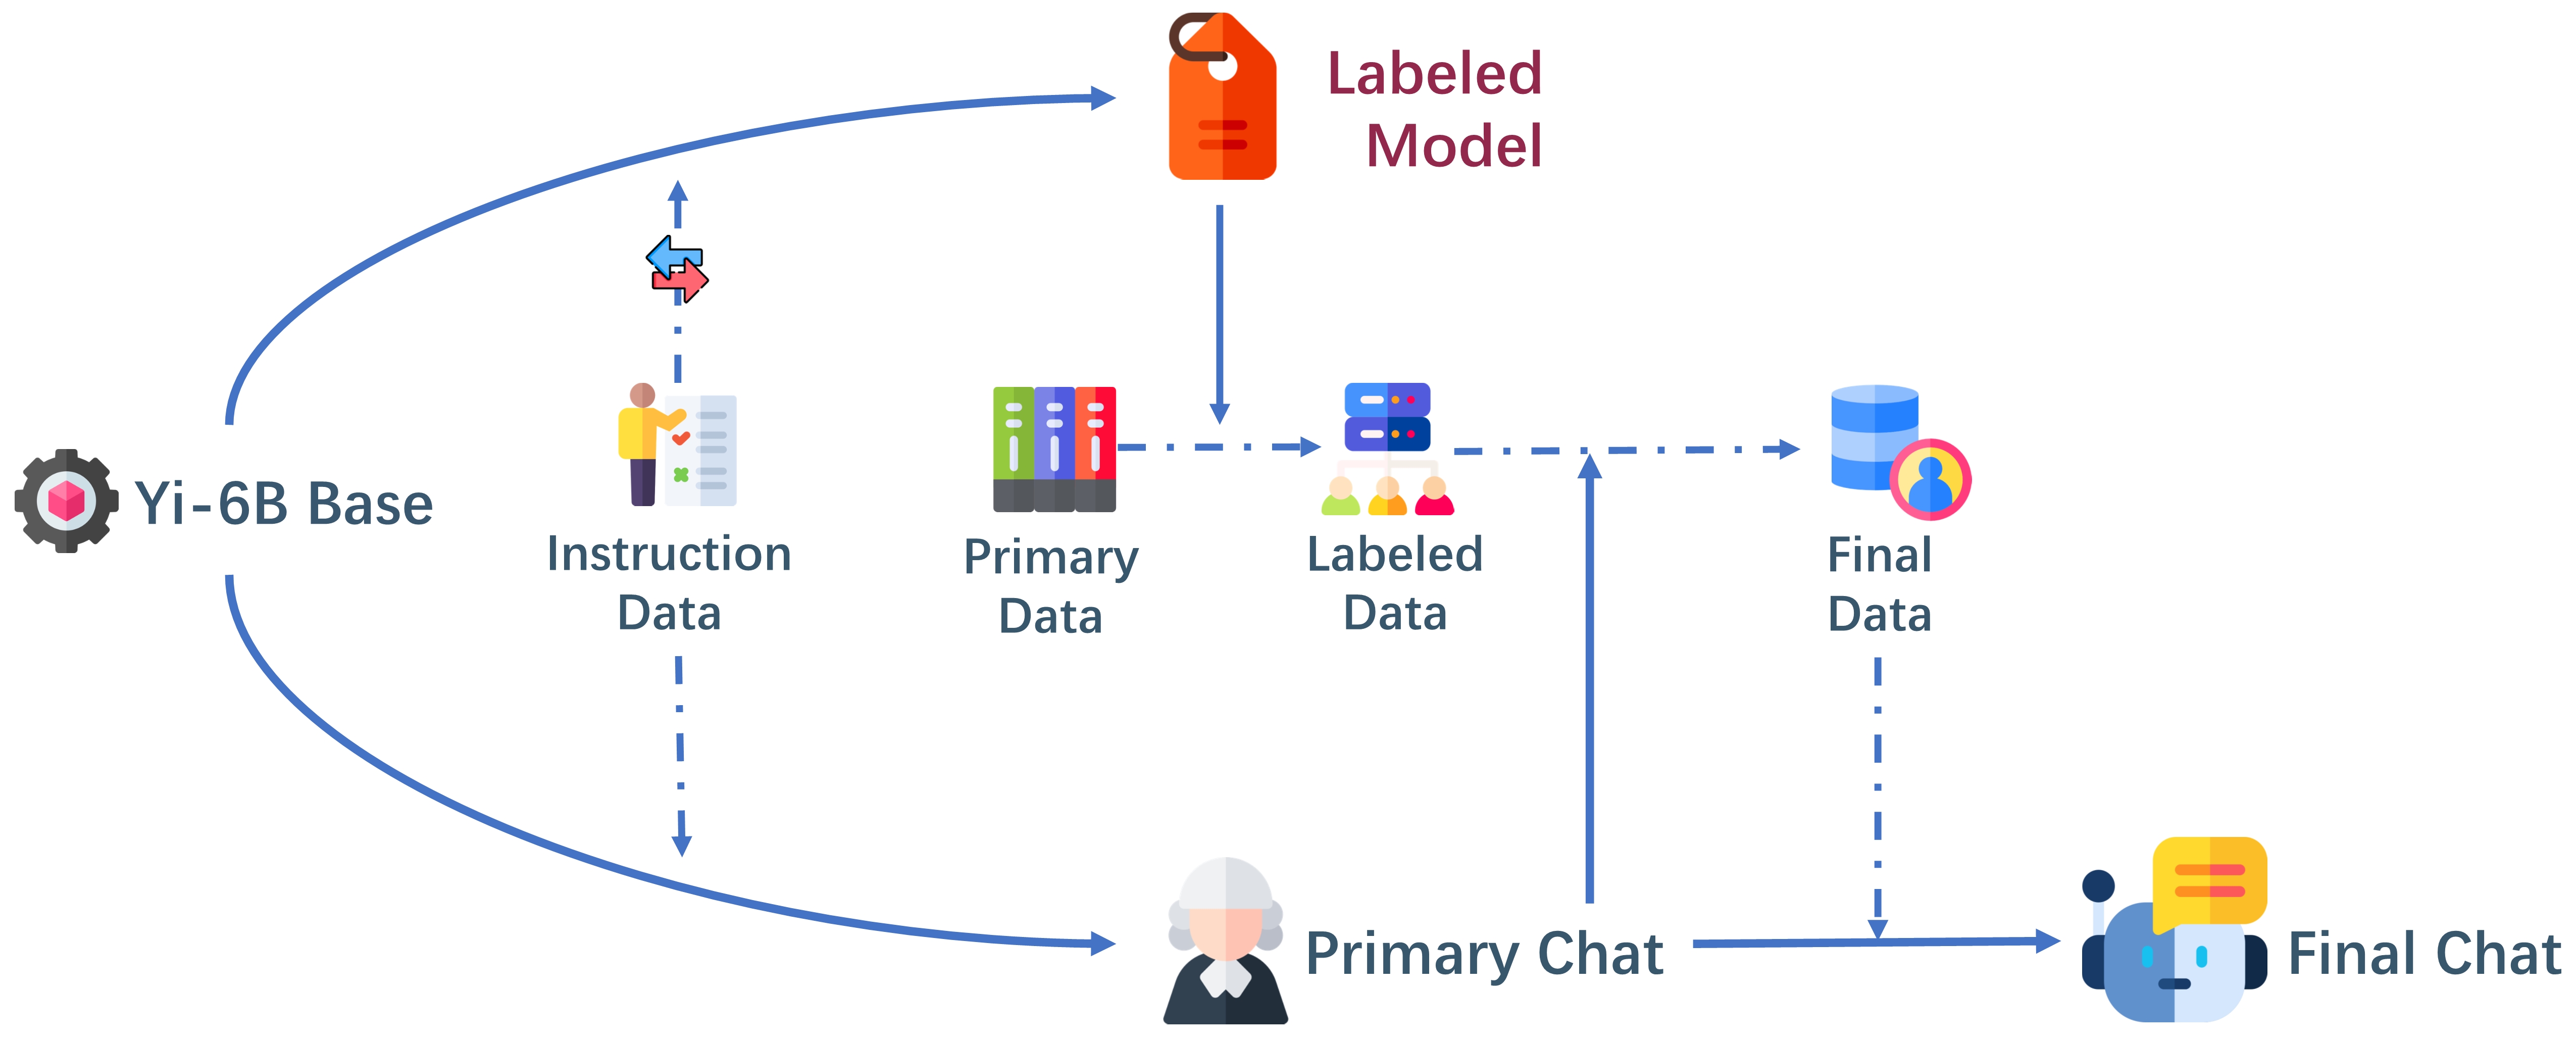 Labeled
Model
Yi-6B Base
Instruction
Data
Primary
Data
Labeled
Data
Final
Data
Primary Chat
Final Chat